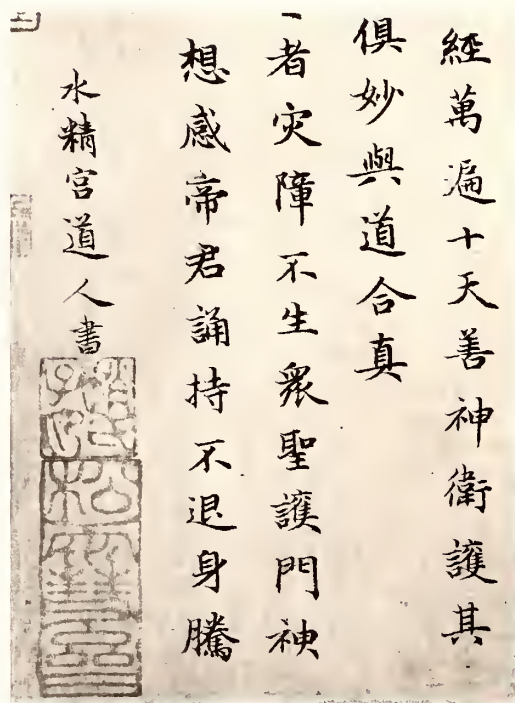 經萬遍十天善神衛護其
俱妙與道合真
者灾障不生衆聖護門神
想感帝君誦持不退身騰
水精宫道人書